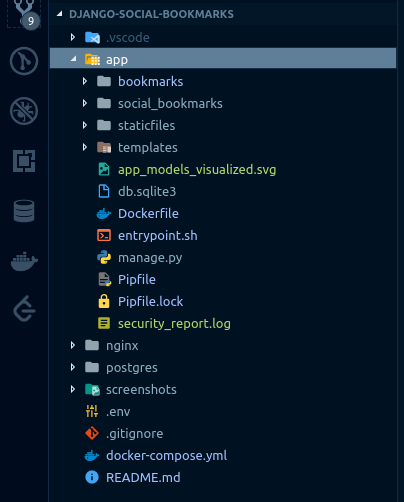 9
DJANGO-SOCIAL-BOOKMARKS
.vscode
app
bookmarks
social_bookmarks
staticfiles
templates
app_models_visualized.svg
db.sqlite3
Dockerfile
entrypoint.sh
manage.py
Pipfile
Pipfile.lock
security_report.log
nginx
postgres
screenshots
.env
.gitignore
docker-compose.yml
README.md